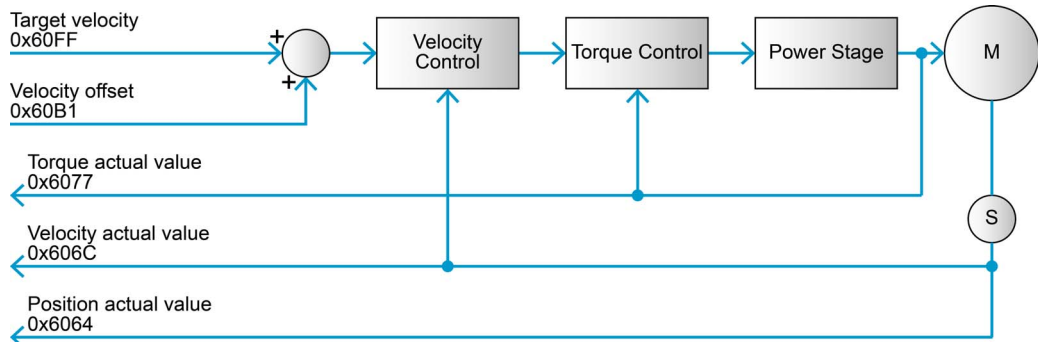 Target velocity
0x60FF
+
+
Velocity
Control
Torque Control
Power Stage
M
Velocity offset
0x60B1
Torque actual value
0x6077
S
Velocity actual value
0x606C
Position actual value
0x6064